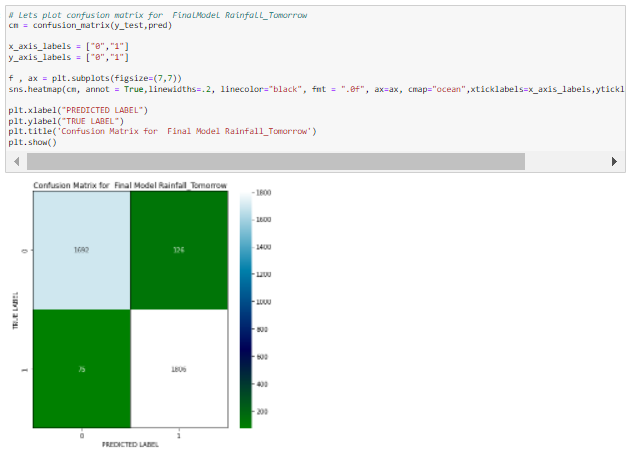 # Lets plot confusion matrix for  FinalModel Rainfall_Tomorrow
cm = confusion_matrix(y_test,pred)
x_axis_labels = ["0","1"]
y_axis_labels = ["0","1"]
f , ax = plt.subplots(figsize=(7,7))
sns.heatmap(cm, annot = True,linewidths=.2, linecolor="black", fmt = ".0f", ax=ax, cmap="ocean",xticklabels=x_axis_labels,ytickl
plt.xlabel("PREDICTED LABEL")
plt.ylabel("TRUE LABEL")
plt.title('Confusion Matrix for  Final Model Rainfall_Tomorrow')
plt.show()
Confusion Matrix for  Final Model Rainfall_Tomorrow
1800
1600
1400
1200
1000
800
600
400
200
TRUE LABEL
0
1692
126
1
75
1806
0
1
PREDICTED LABEL